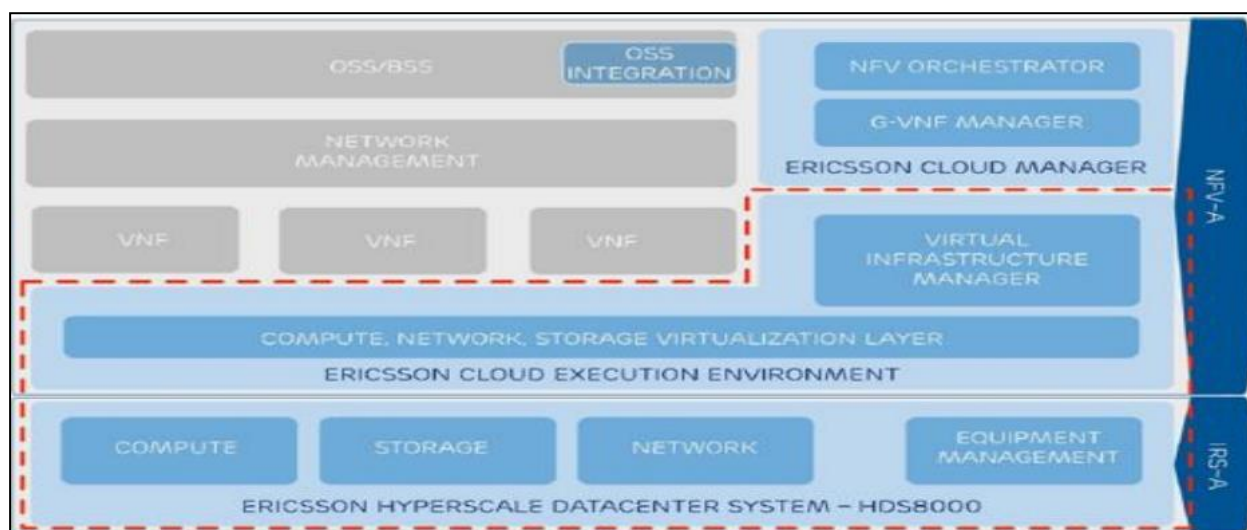 OSS/BSS
OSS
INTEGRATION
NETWORK
MANAGEMENT
VNF
VNF
VNF
NFV ORCHESTRATOR
G-VNF MANAGER
ERICSSON CLOUD MANAGER
VIRTUAL
INFRASTRUCTURE
MANAGER
COMPUTE, NETWORK, STORAGE VIRTUALIZATION LAYER
ERICSSON CLOUD EXECUTION ENVIRONMENT
NFV-A
COMPUTE
STORAGE
NETWORK
EQUIPMENT
MANAGEMENT
ERICSSON HYPERSCALE DATACENTER SYSTEM – HDS8000
IRS-A